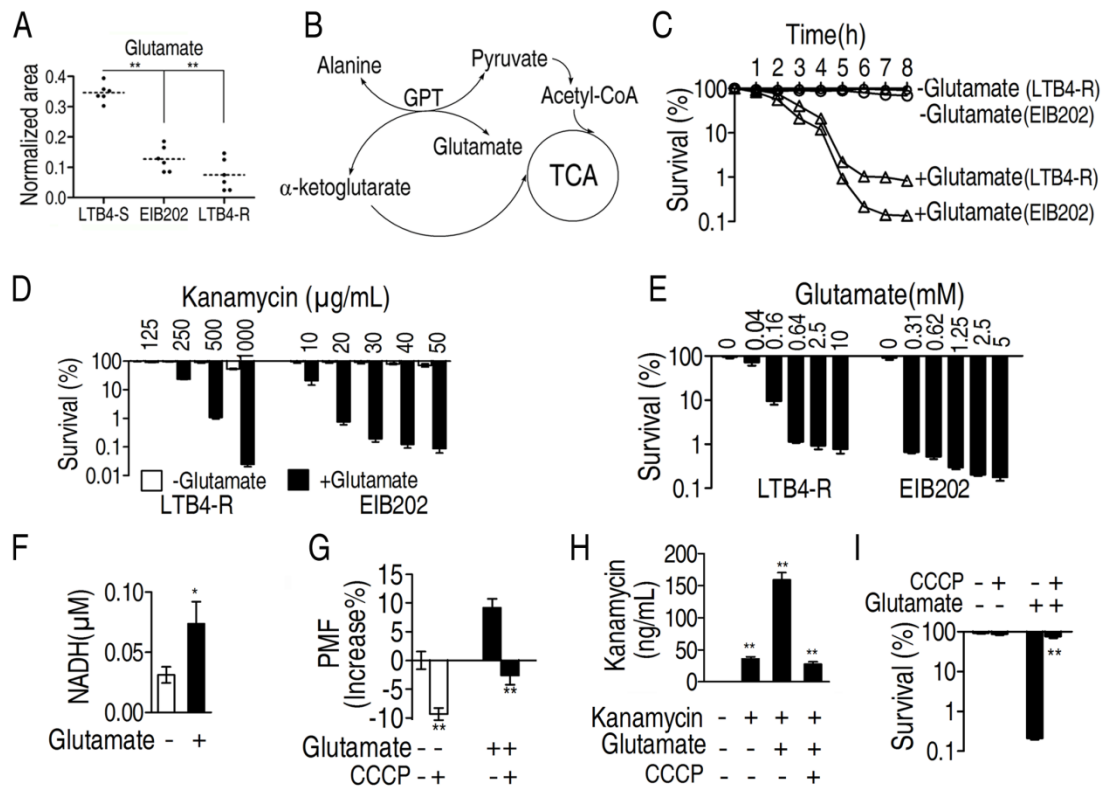 A
Glutamate
** **
Normalized area
0.4
0.3
0.2
0.1
0.0
LTB4-S EIB202 LTB4-R
B
Alanine
Pyruvate
GPT
Acetyl-CoA
Glutamate
TCA
α-ketoglutarate
C
Time(h)
1 2 3 4 5 6 7 8
Survival (%)
100
10
1
0.1
-Glutamate (LTB4-R)
-Glutamate(EIB202)
+Glutamate(LTB4-R)
+Glutamate(EIB202)
D
Kanamycin (µg/mL)
125 250 500 1000 10 20 30 40 50
Survival (%)
100
10
1
0.1
0.01
-Glutamate +Glutamate
LTB4-R EIB202
E
Glutamate(mM)
0 0.04 0.16 0.64 2.5 10 0 0.31 0.62 1.25 2.5 5
Survival (%)
100
10
1
0.1
LTB4-R EIB202
F
NADH(µM)
0.10
0.05
0.00
*
Glutamate - +
G
PMF
(Increase%)
15
10
5
0
-5
-10
** **
Glutamate - - + +
CCCP - + - +
H
Kanamycin
(ng/mL)
200
150
100
50
0
** ** **
Kanamycin - + + +
Glutamate - - + +
CCCP - - - +
I
CCCP - + - +
Glutamate - - + +
Survival (%)
100
10
1
0.1
**